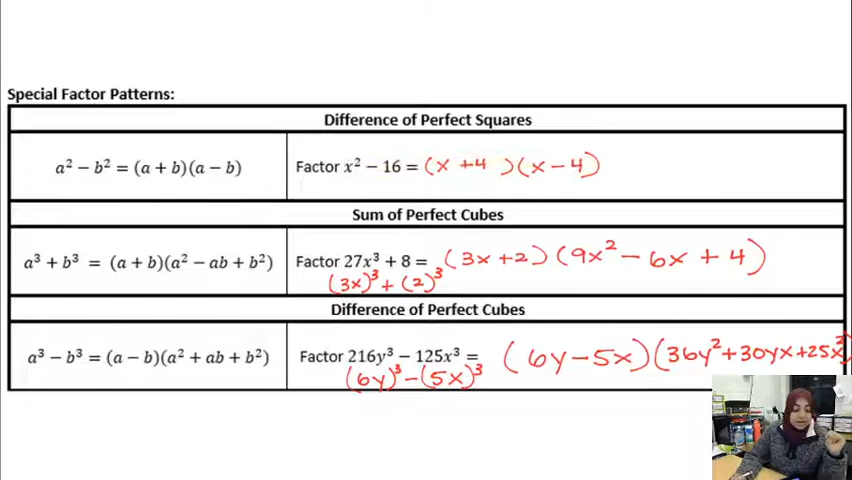 Special Factor Patterns:
Difference of Perfect Squares
a² − b² = (a + b)(a − b)
Factor x² − 16 = (x + 4)(x − 4)
Sum of Perfect Cubes
a³ + b³ = (a + b)(a² − ab + b²)
Factor 27x³ + 8 = (3x + 2)(9x² − 6x + 4)
(3x)³ + (2)³
Difference of Perfect Cubes
a³ − b³ = (a − b)(a² + ab + b²)
Factor 216y³ − 125x³ = (6y − 5x)(36y² + 30yx + 25x²)
(6y)³ − (5x)³